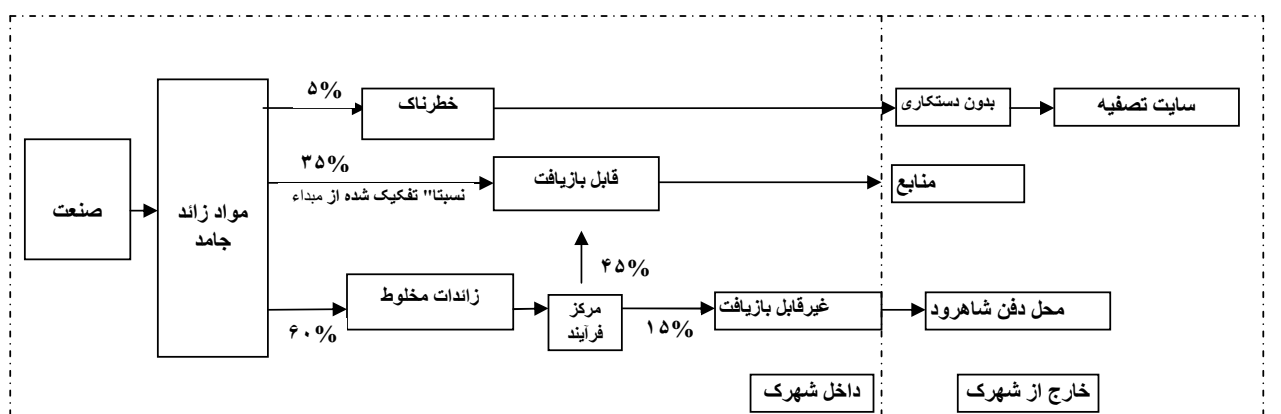 صنعت
مواد زائد
جامد
۵%
خطرناک
بدون دستکاری
سایت تصفیه
۳۵%
نسبتا" تفکیک شده از مبداء
قابل بازیافت
منابع
۶۰%
زائدات مخلوط
مرکز
فرآیند
۴۵%
۱۵%
غیرقابل بازیافت
محل دفن شاهرود
داخل شهرک
خارج از شهرک